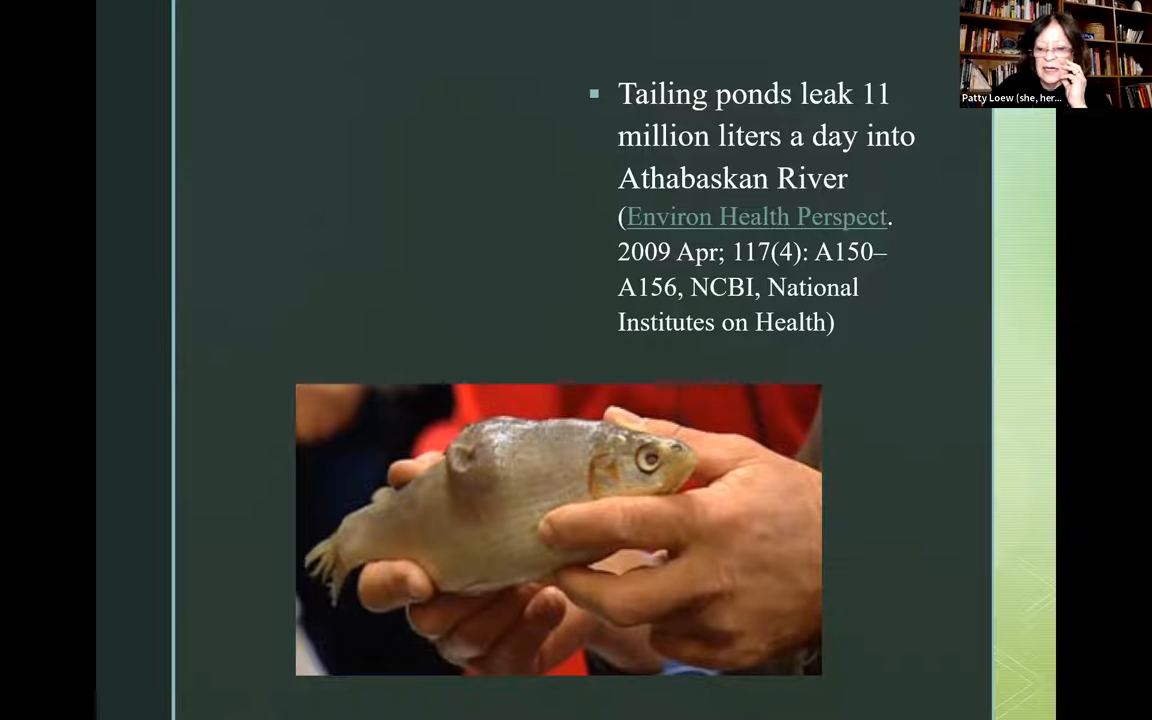 Patty Loew (she, her...
▪ Tailing ponds leak 11
million liters a day into
Athabaskan River
(Environ Health Perspect.
2009 Apr; 117(4): A150–
A156, NCBI, National
Institutes on Health)